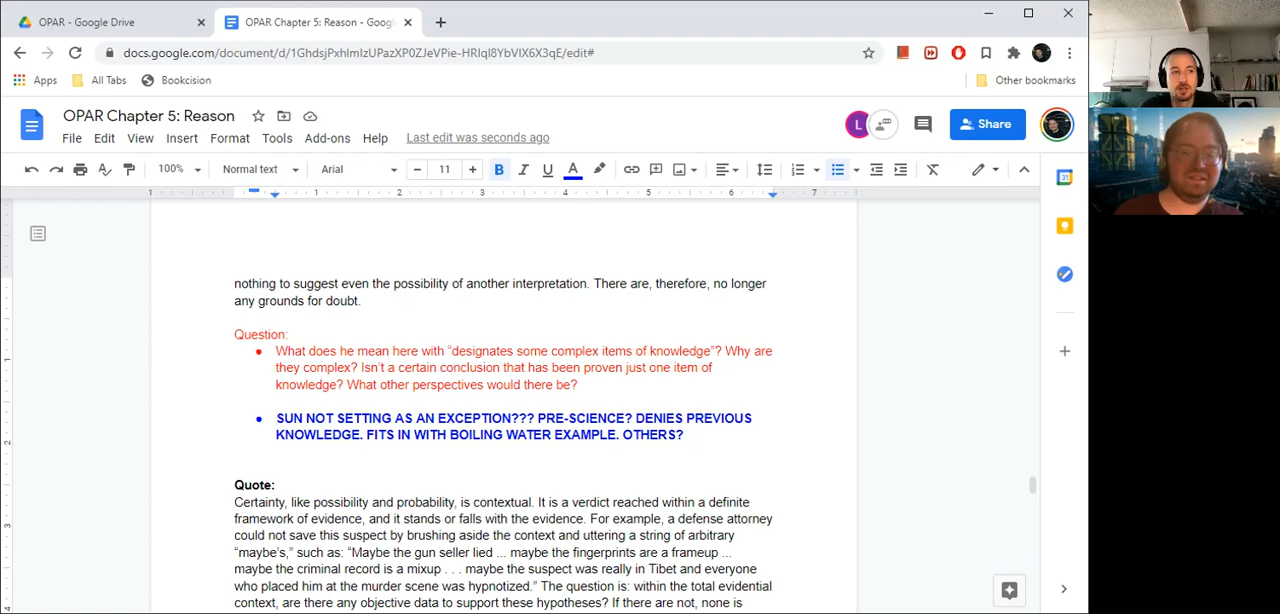 OPAR - Google Drive
OPAR Chapter 5: Reason - Goog
docs.google.com/document/d/1GhdsjPxhlmIzUPazXP0ZJeVPie-HRIqI8YbVIX6X3qE/edit#
Apps All Tabs Bookcision Other bookmarks
OPAR Chapter 5: Reason
File Edit View Insert Format Tools Add-ons Help Last edit was seconds ago
L Share
100% Normal text Arial 11 B I U A
1 1 2 3 4 5 6 7
31
nothing to suggest even the possibility of another interpretation. There are, therefore, no longer
any grounds for doubt.
Question:
● What does he mean here with “designates some complex items of knowledge”? Why are
they complex? Isn’t a certain conclusion that has been proven just one item of
knowledge? What other perspectives would there be?
● SUN NOT SETTING AS AN EXCEPTION??? PRE-SCIENCE? DENIES PREVIOUS
KNOWLEDGE. FITS IN WITH BOILING WATER EXAMPLE. OTHERS?
Quote:
Certainty, like possibility and probability, is contextual. It is a verdict reached within a definite
framework of evidence, and it stands or falls with the evidence. For example, a defense attorney
could not save this suspect by brushing aside the context and uttering a string of arbitrary
“maybe’s,” such as: “Maybe the gun seller lied ... maybe the fingerprints are a frameup ...
maybe the criminal record is a mixup . . . maybe the suspect was really in Tibet and everyone
who placed him at the murder scene was hypnotized.” The question is: within the total evidential
context, are there any objective data to support these hypotheses? If there are not, none is